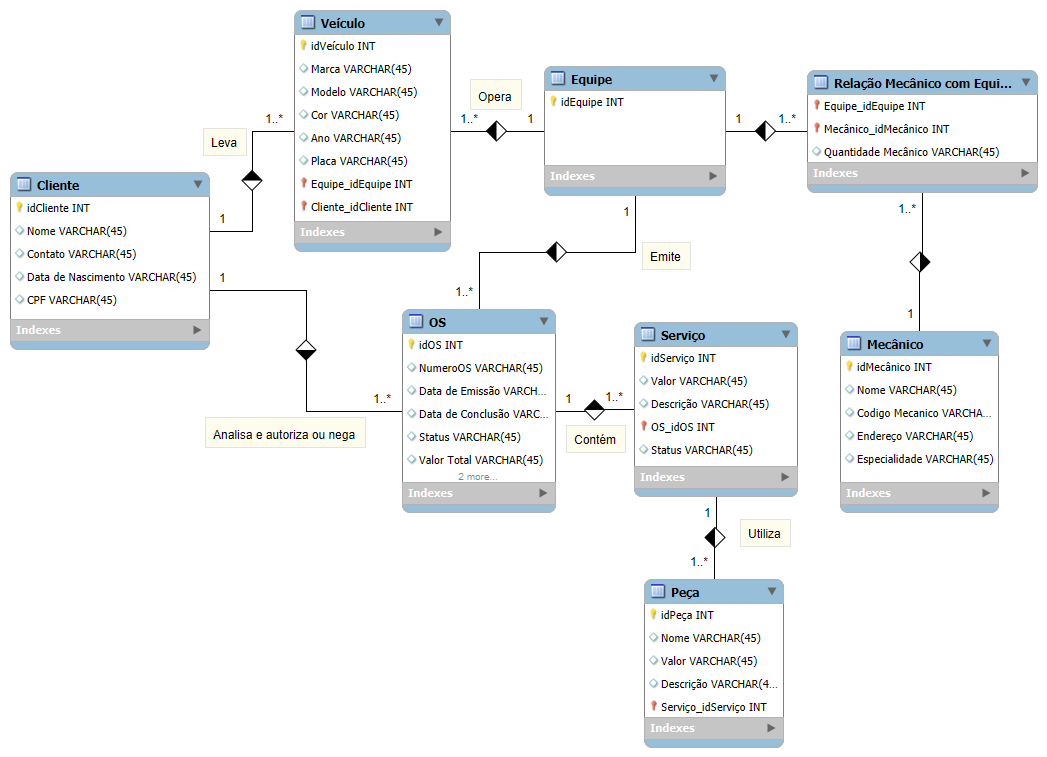 Veículo
idVeículo INT
Marca VARCHAR(45)
Modelo VARCHAR(45)
Cor VARCHAR(45)
Ano VARCHAR(45)
Placa VARCHAR(45)
Equipe_idEquipe INT
Cliente_idCliente INT
Indexes
1..*
Leva
1
Cliente
idCliente INT
Nome VARCHAR(45)
Contato VARCHAR(45)
Data de Nascimento VARCHAR(45)
CPF VARCHAR(45)
Indexes
1
1..*
Analisa e autoriza ou nega
Opera
1..*
1
Equipe
idEquipe INT
Indexes
1
1..*
Relação Mecânico com Equi...
Equipe_idEquipe INT
Mecânico_idMecânico INT
Quantidade Mecânico VARCHAR(45)
Indexes
1..*
1
Mecânico
idMecânico INT
Nome VARCHAR(45)
Codigo Mecanico VARCHA...
Endereço VARCHAR(45)
Especialidade VARCHAR(45)
Indexes
1
Emite
1..*
OS
idOS INT
NumeroOS VARCHAR(45)
Data de Emissão VARCH...
Data de Conclusão VARC...
Status VARCHAR(45)
Valor Total VARCHAR(45)
2 more...
Indexes
1
1..*
Contém
Serviço
idServiço INT
Valor VARCHAR(45)
Descrição VARCHAR(45)
OS_idOS INT
Status VARCHAR(45)
Indexes
1
Utiliza
1..*
Peça
idPeça INT
Nome VARCHAR(45)
Valor VARCHAR(45)
Descrição VARCHAR(4...
Serviço_idServiço INT
Indexes